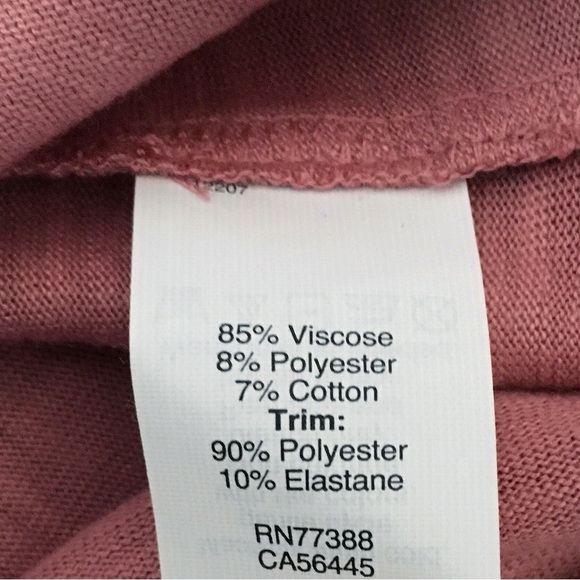 85% Viscose
8% Polyester
7% Cotton
Trim:
90% Polyester
10% Elastane
RN77388
CA56445